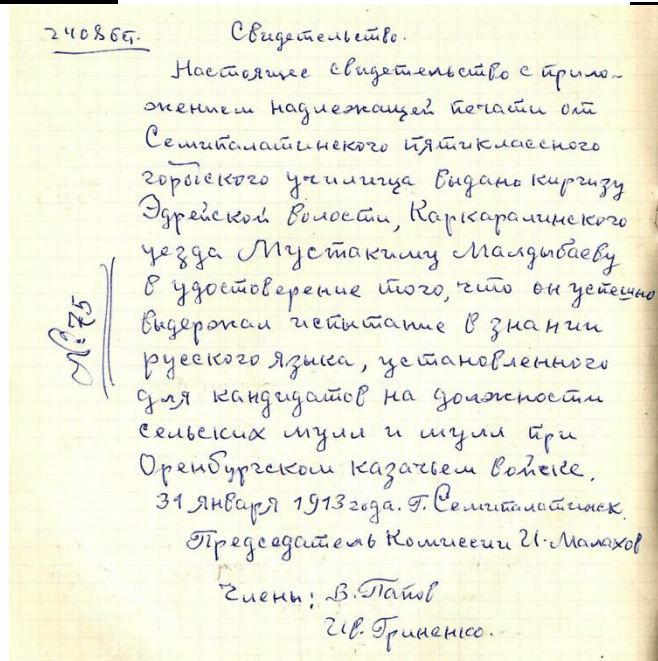 24086г. Свидетельство.
Настоящее свидетельство с прило-
жением надлежащей печати от
Семипалатинского пятиклассного
городского училища выдано киргизу
Эдрейской волости, Каркаралинского
уезда Мустакиму Малдыбаеву
в удостоверение того, что он успешно
выдержал испытание в знании
русского языка, установленного
для кандидатов на должности
сельских мулл и мулл при
Оренбургском казачьем войске.
31 января 1913 года. Г. Семипалатинск.
Председатель Комиссии И. Малахов
Члены: В. Попов
Ив. Гриненко.
№ 75